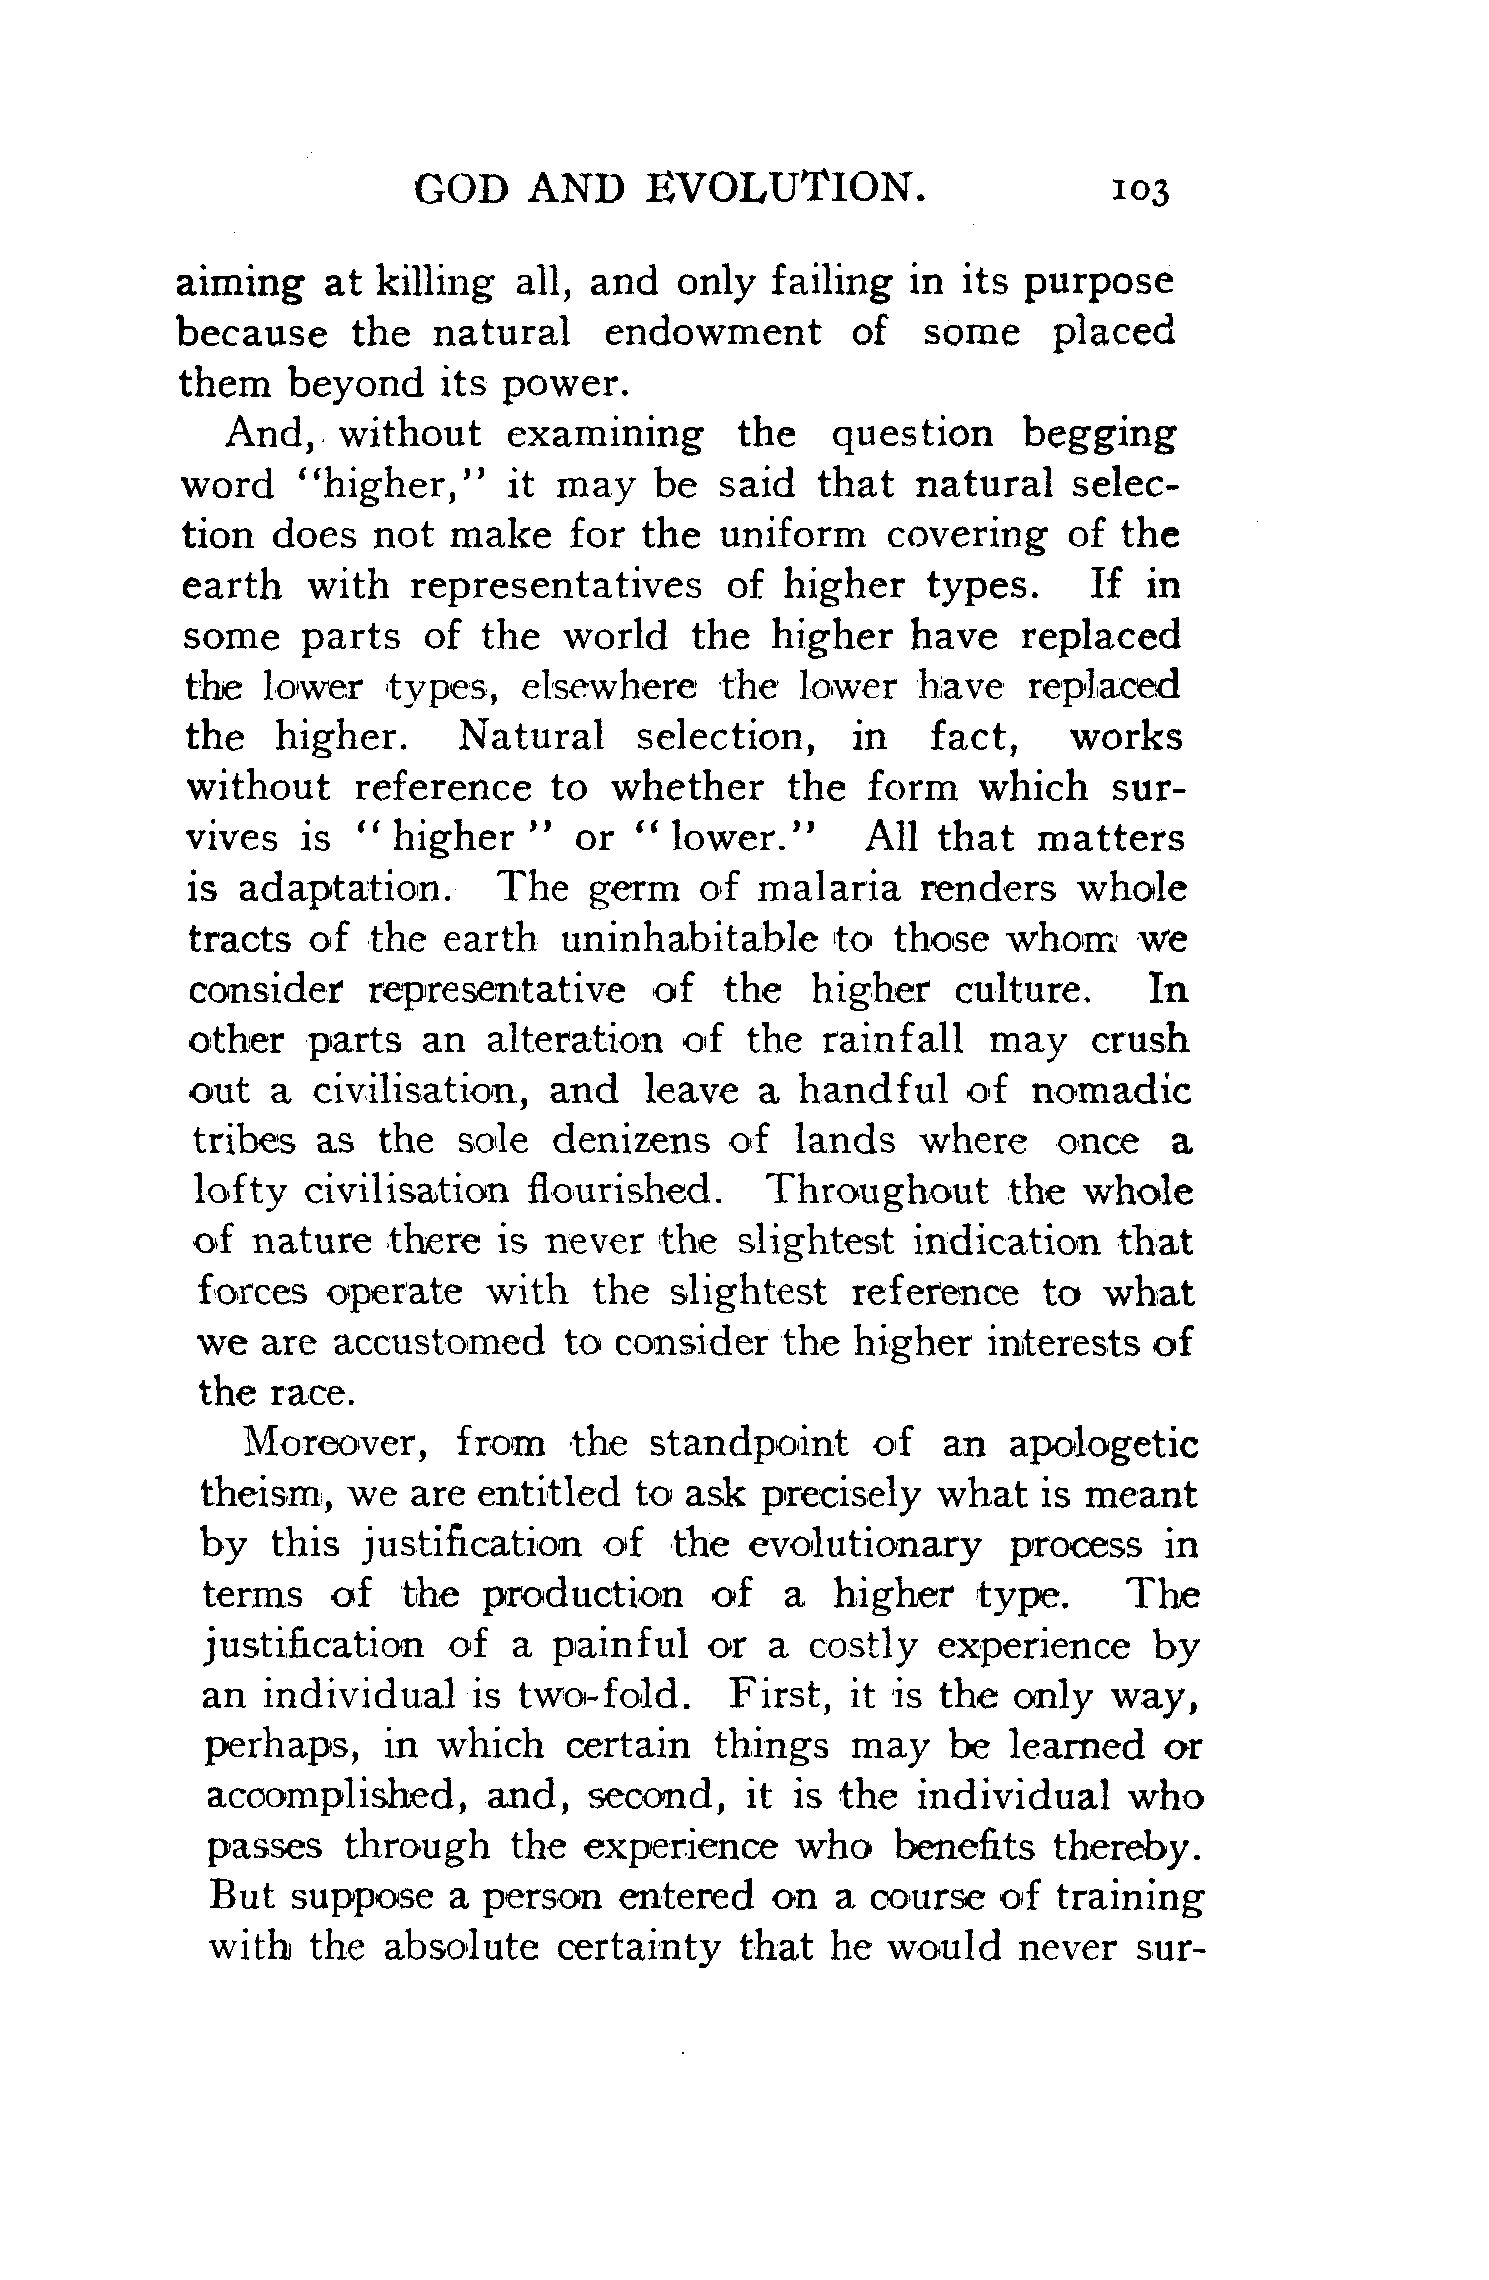 GOD AND EVOLUTION. 103
aiming at killing all, and only failing in its purpose
because the natural endowment of some placed
them beyond its power.
And, without examining the question begging
word "higher," it may be said that natural selec-
tion does not make for the uniform covering of the
earth with representatives of higher types. If in
some parts of the world the higher have replaced
the lower types, elsewhere the lower have replaced
the higher. Natural selection, in fact, works
without reference to whether the form which sur-
vives is " higher " or " lower." All that matters
is adaptation. The germ of malaria renders whole
tracts of the earth uninhabitable to those whom we
consider representative of the higher culture. In
other parts an alteration of the rainfall may crush
out a civilisation, and leave a handful of nomadic
tribes as the sole denizens of lands where once a
lofty civilisation flourished. Throughout the whole
of nature there is never the slightest indication that
forces operate with the slightest reference to what
we are accustomed to consider the higher interests of
the race.
Moreover, from the standpoint of an apologetic
theism, we are entitled to ask precisely what is meant
by this justification of the evolutionary process in
terms of the production of a higher type. The
justification of a painful or a costly experience by
an individual is two-fold. First, it is the only way,
perhaps, in which certain things may be learned or
accomplished, and, second, it is the individual who
passes through the experience who benefits thereby.
But suppose a person entered on a course of training
with the absolute certainty that he would never sur-